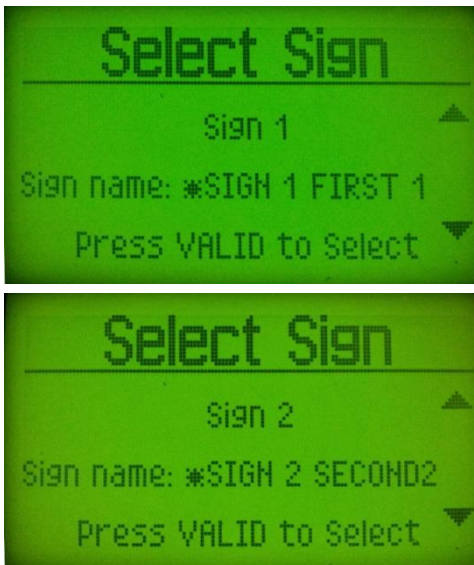 Select Sign
Sign 1
Sign name: *SIGN 1 FIRST 1
Press VALID to Select
Select Sign
Sign 2
Sign name: *SIGN 2 SECOND2
Press VALID to Select